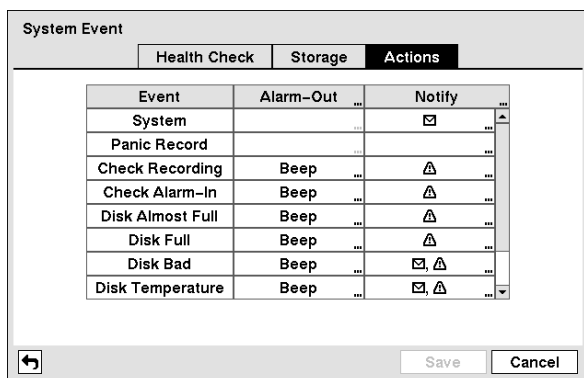 System Event
Health Check Storage Actions
Event Alarm-Out ... Notify ...
System ... ...
Panic Record ... ...
Check Recording Beep ... ...
Check Alarm-In Beep ... ...
Disk Almost Full Beep ... ...
Disk Full Beep ... ...
Disk Bad Beep ... , ...
Disk Temperature Beep ... , ...
Save Cancel